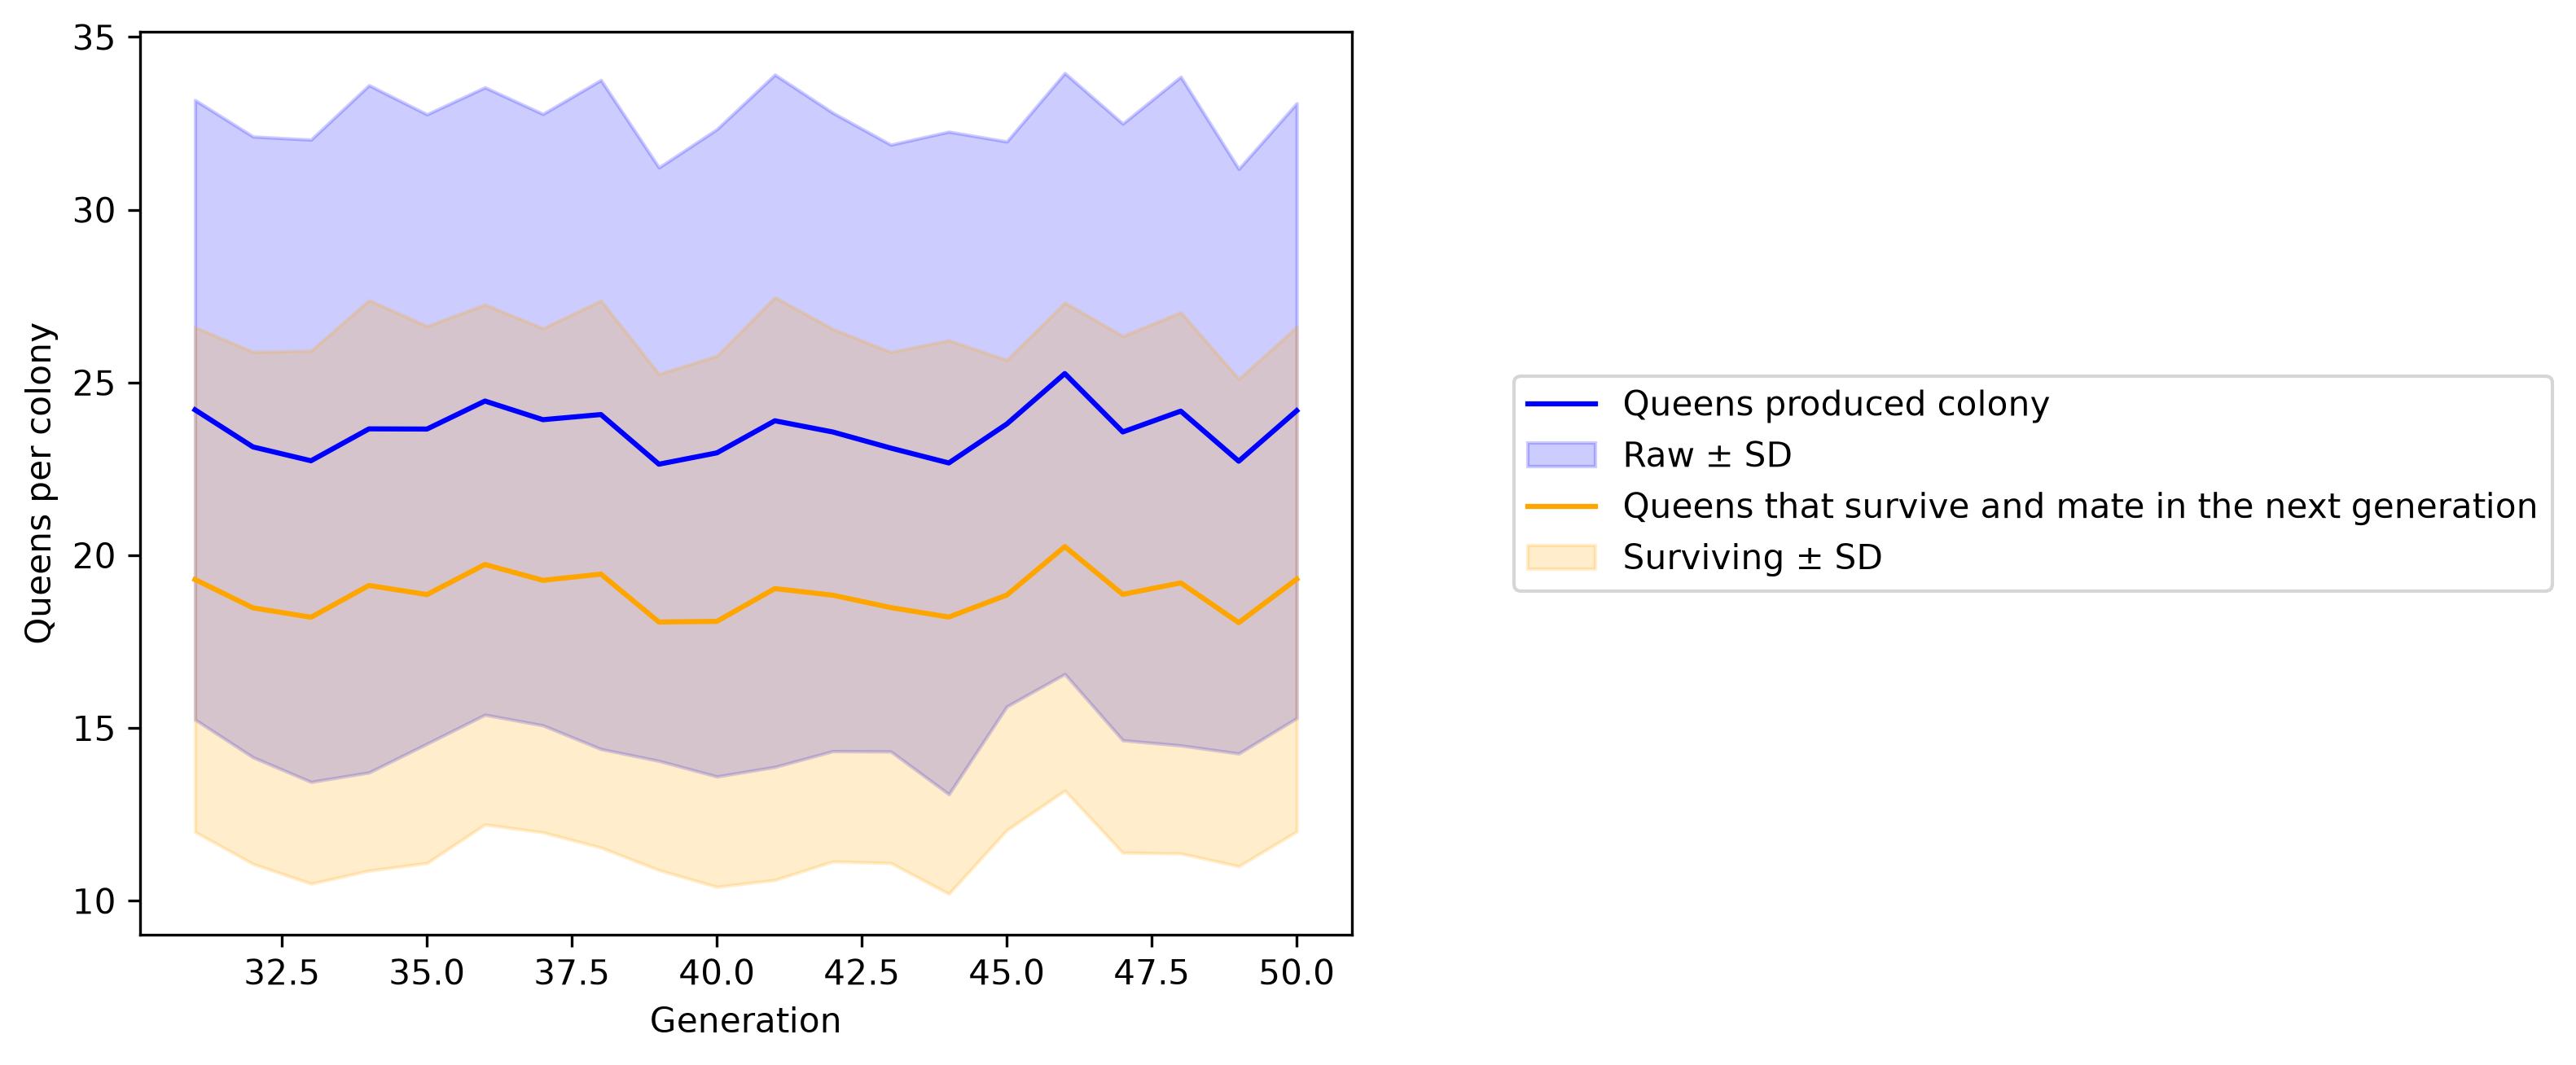 35
30
25
20
15
10
Queens per colony
32.5 35.0 37.5 40.0 42.5 45.0 47.5 50.0
Generation
Queens produced colony
Raw ± SD
Queens that survive and mate in the next generation
Surviving ± SD